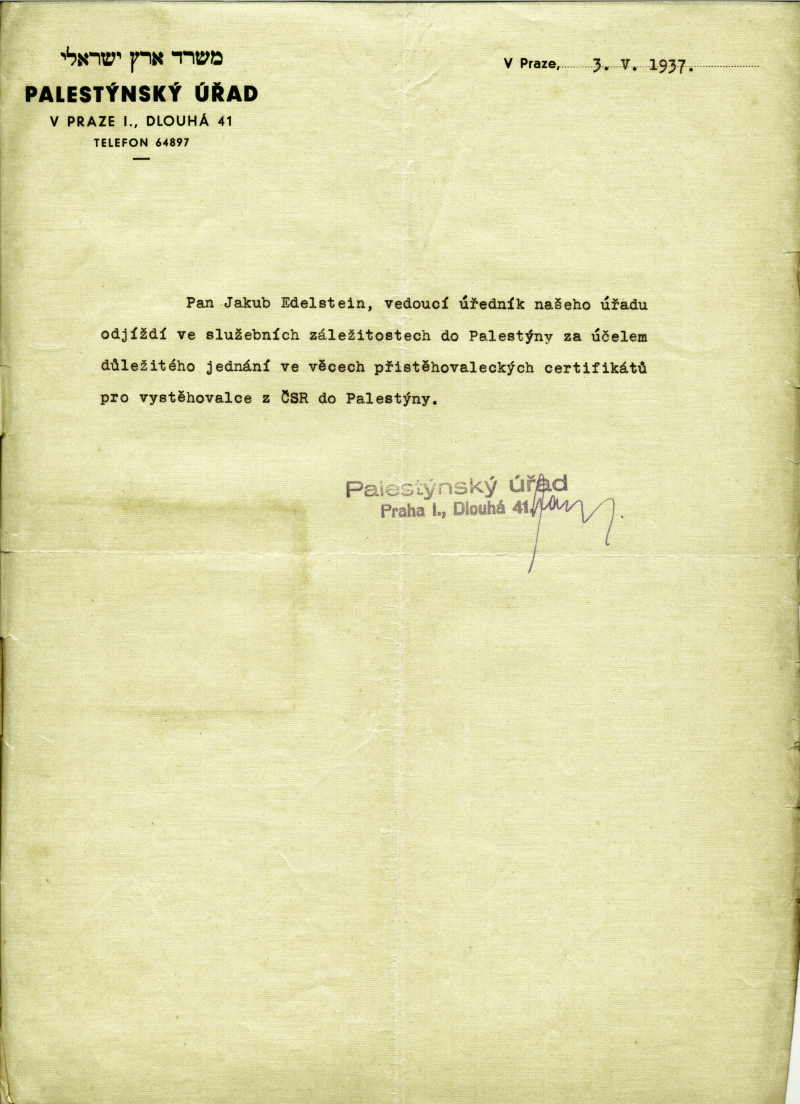 משרד ארץ ישראלי
PALESTÝNSKÝ ÚŘAD
V PRAZE I., DLOUHÁ 41
TELEFON 64897
V Praze, 3. V. 1937.
Pan Jakub Edelstein, vedoucí úředník našeho úřadu
odjíždí ve služebních záležitostech do Palestýny za účelem
důležitého jednání ve věcech přistěhovaleckých certifikátů
pro vystěhovalce z ČSR do Palestýny.
Palestýnský úřad
Praha I., Dlouhá 41.